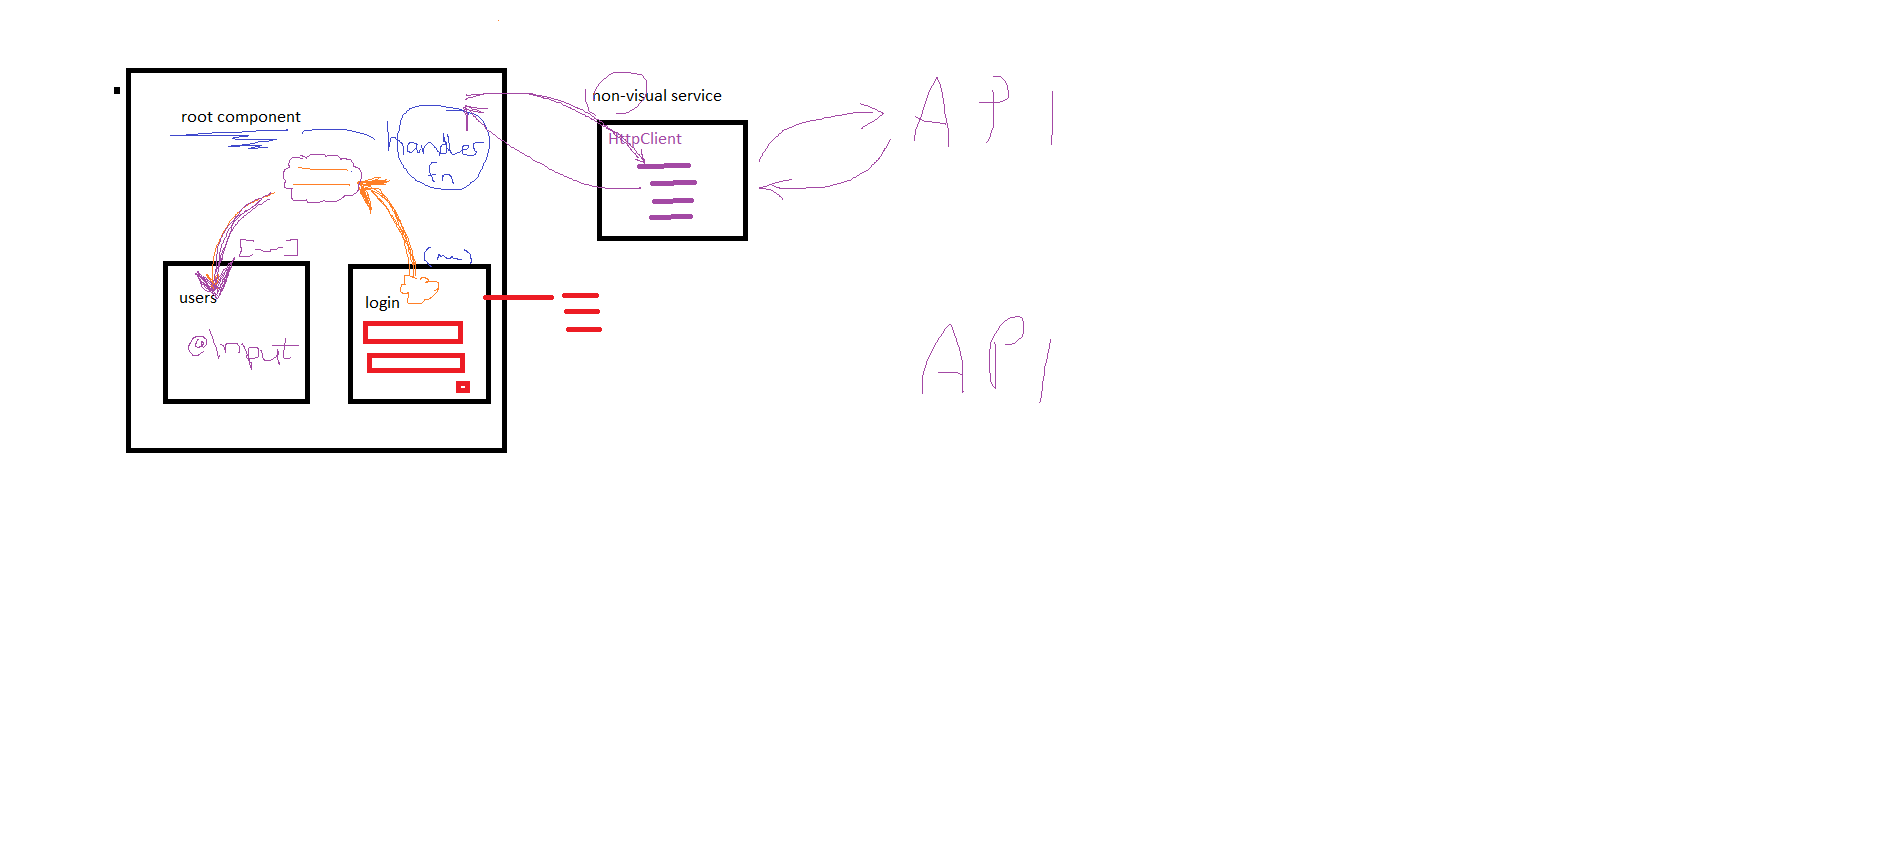 non-visual service
root component
handler
fn
HttpClient
API
[~]
(~)
users
login
@Input
API